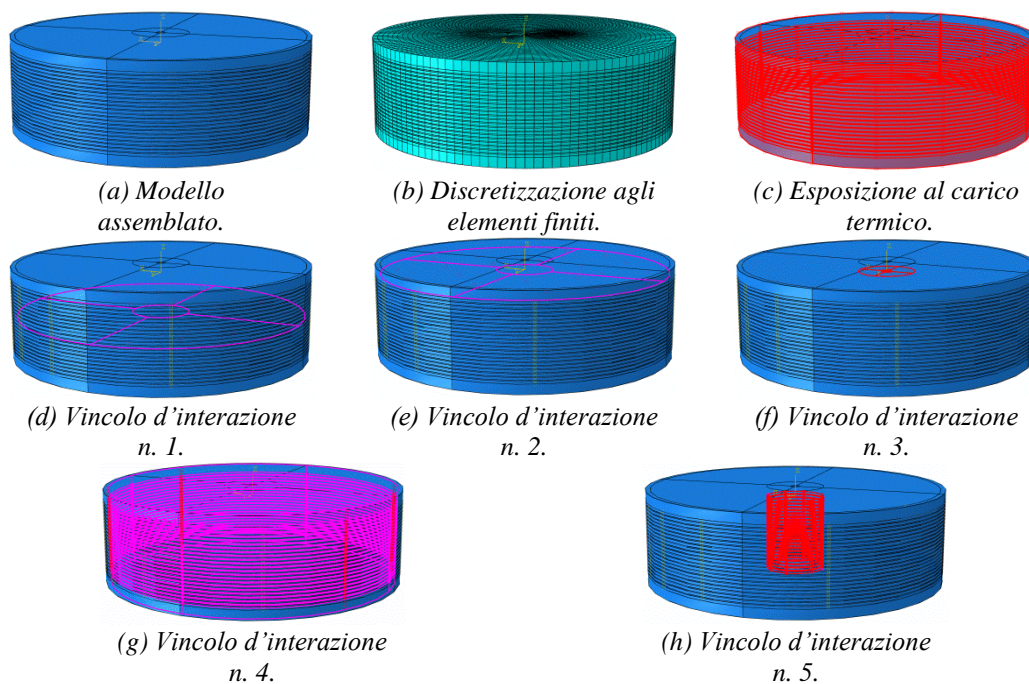 (a) Modello
assemblato.
(b) Discretizzazione agli
elementi finiti.
(c) Esposizione al carico
termico.
(d) Vincolo d’interazione
n. 1.
(e) Vincolo d’interazione
n. 2.
(f) Vincolo d’interazione
n. 3.
(g) Vincolo d’interazione
n. 4.
(h) Vincolo d’interazione
n. 5.